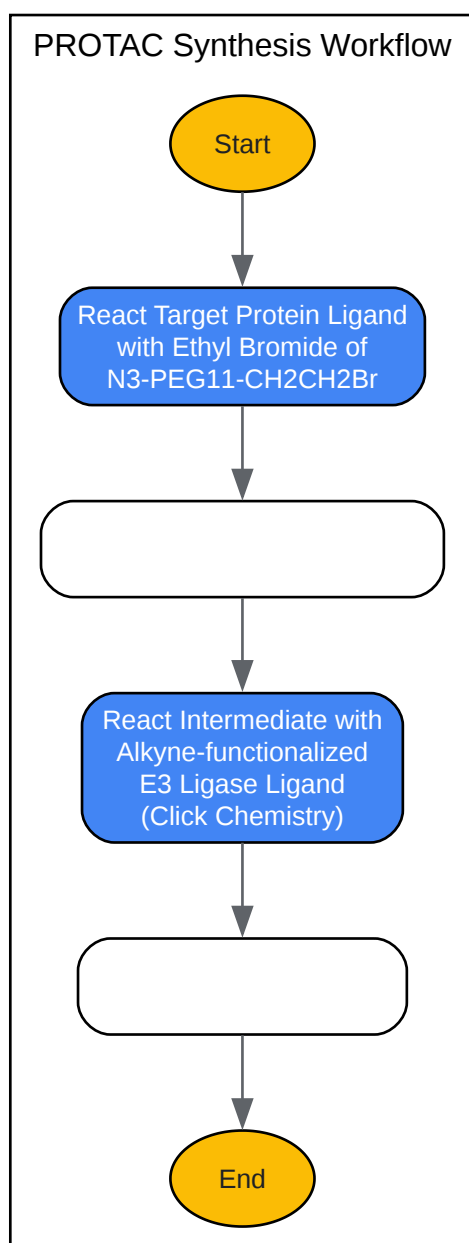 PROTAC Synthesis Workflow
Start
React Target Protein Ligand
with Ethyl Bromide of
N3-PEG11-CH2CH2Br
React Intermediate with
Alkyne-functionalized
E3 Ligase Ligand
(Click Chemistry)
End